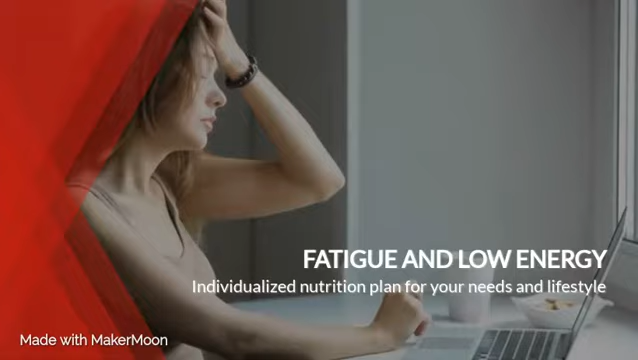 FATIGUE AND LOW ENERGY
Individualized nutrition plan for your needs and lifestyle
Made with MakerMoon